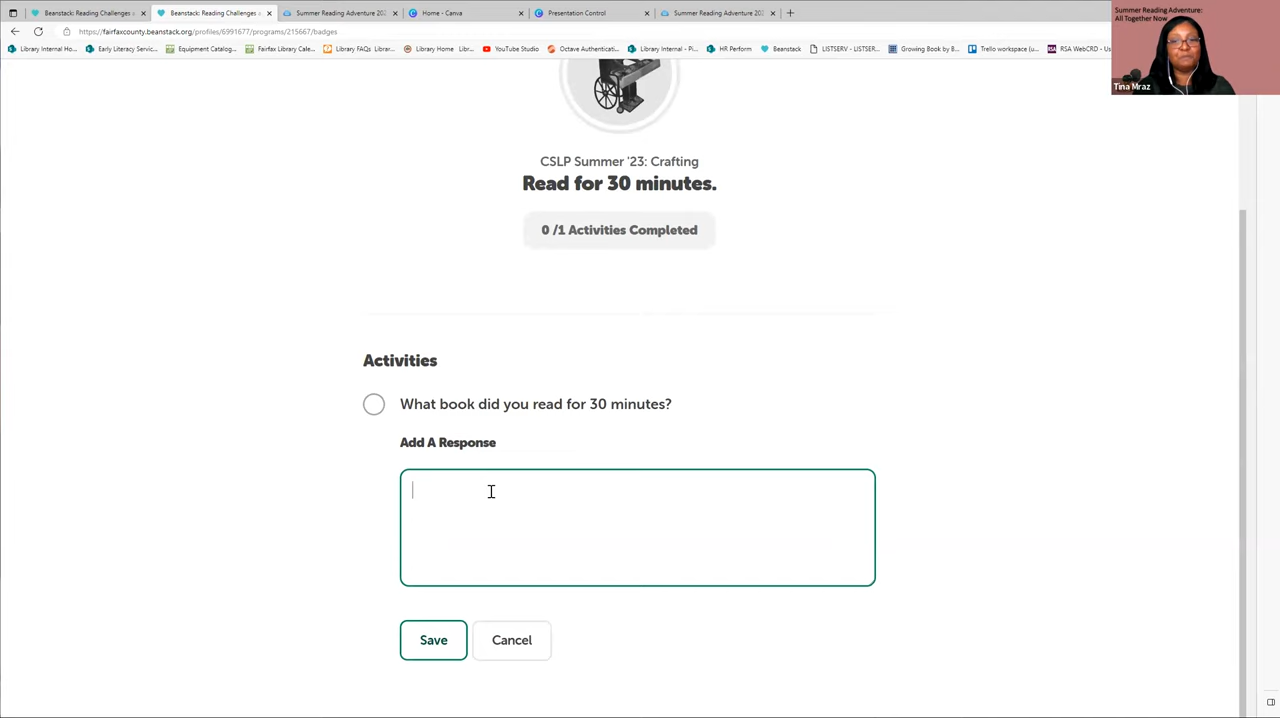 Beanstack: Reading Challenges a
Beanstack: Reading Challenges a
Summer Reading Adventure 202
Home - Canva
Presentation Control
Summer Reading Adventure 202
https://fairfaxcounty.beanstack.org/profiles/6991677/programs/215667/badges
Library Internal Ho...
Early Literacy Servic...
Equipment Catalog...
Fairfax Library Cale...
Library FAQs Librar...
Library Home Libr...
YouTube Studio
Octave Authenticati...
Library Internal - Pi...
HR Perform
Beanstack
LISTSERV - LISTSER...
Growing Book by B...
Trello workspace (u...
RSA WebCRD - Us
Summer Reading Adventure:
All Together Now
Tina Mraz
CSLP Summer '23: Crafting
Read for 30 minutes.
0 /1 Activities Completed
Activities
What book did you read for 30 minutes?
Add A Response
Save
Cancel